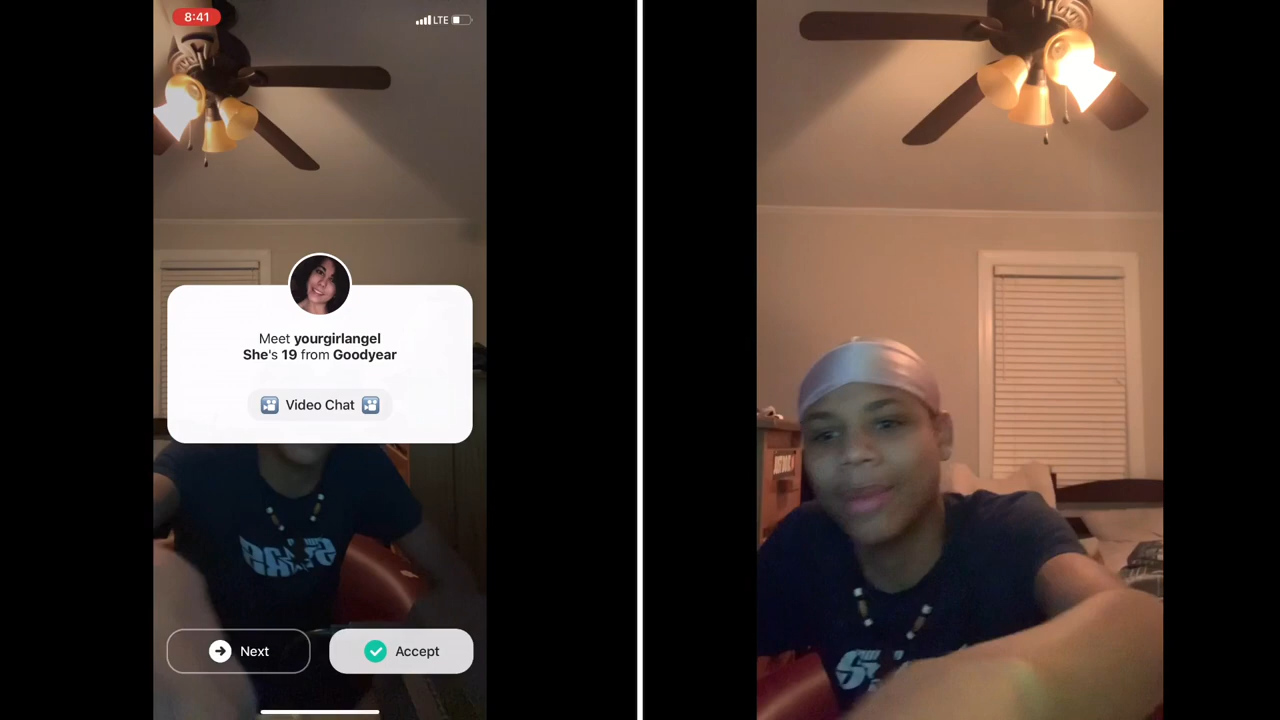 8:41
LTE
Meet yourgirlangel
She's 19 from Goodyear
Video Chat
Next
Accept